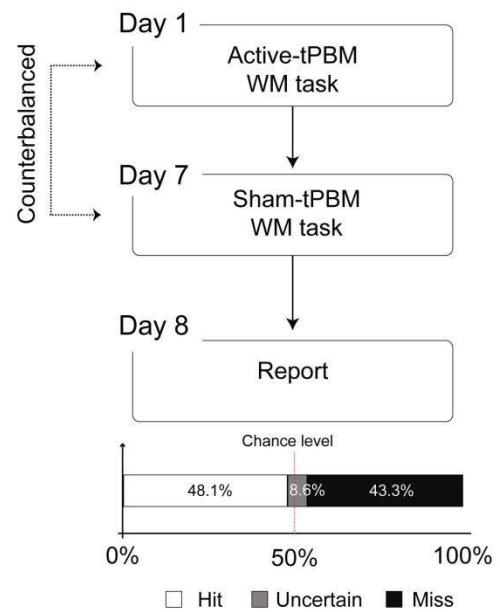 Day 1
Active-tPBM
WM task
Counterbalanced
Day 7
Sham-tPBM
WM task
Day 8
Report
Chance level
48.1% 8.6% 43.3%
0% 50% 100%
Hit Uncertain Miss